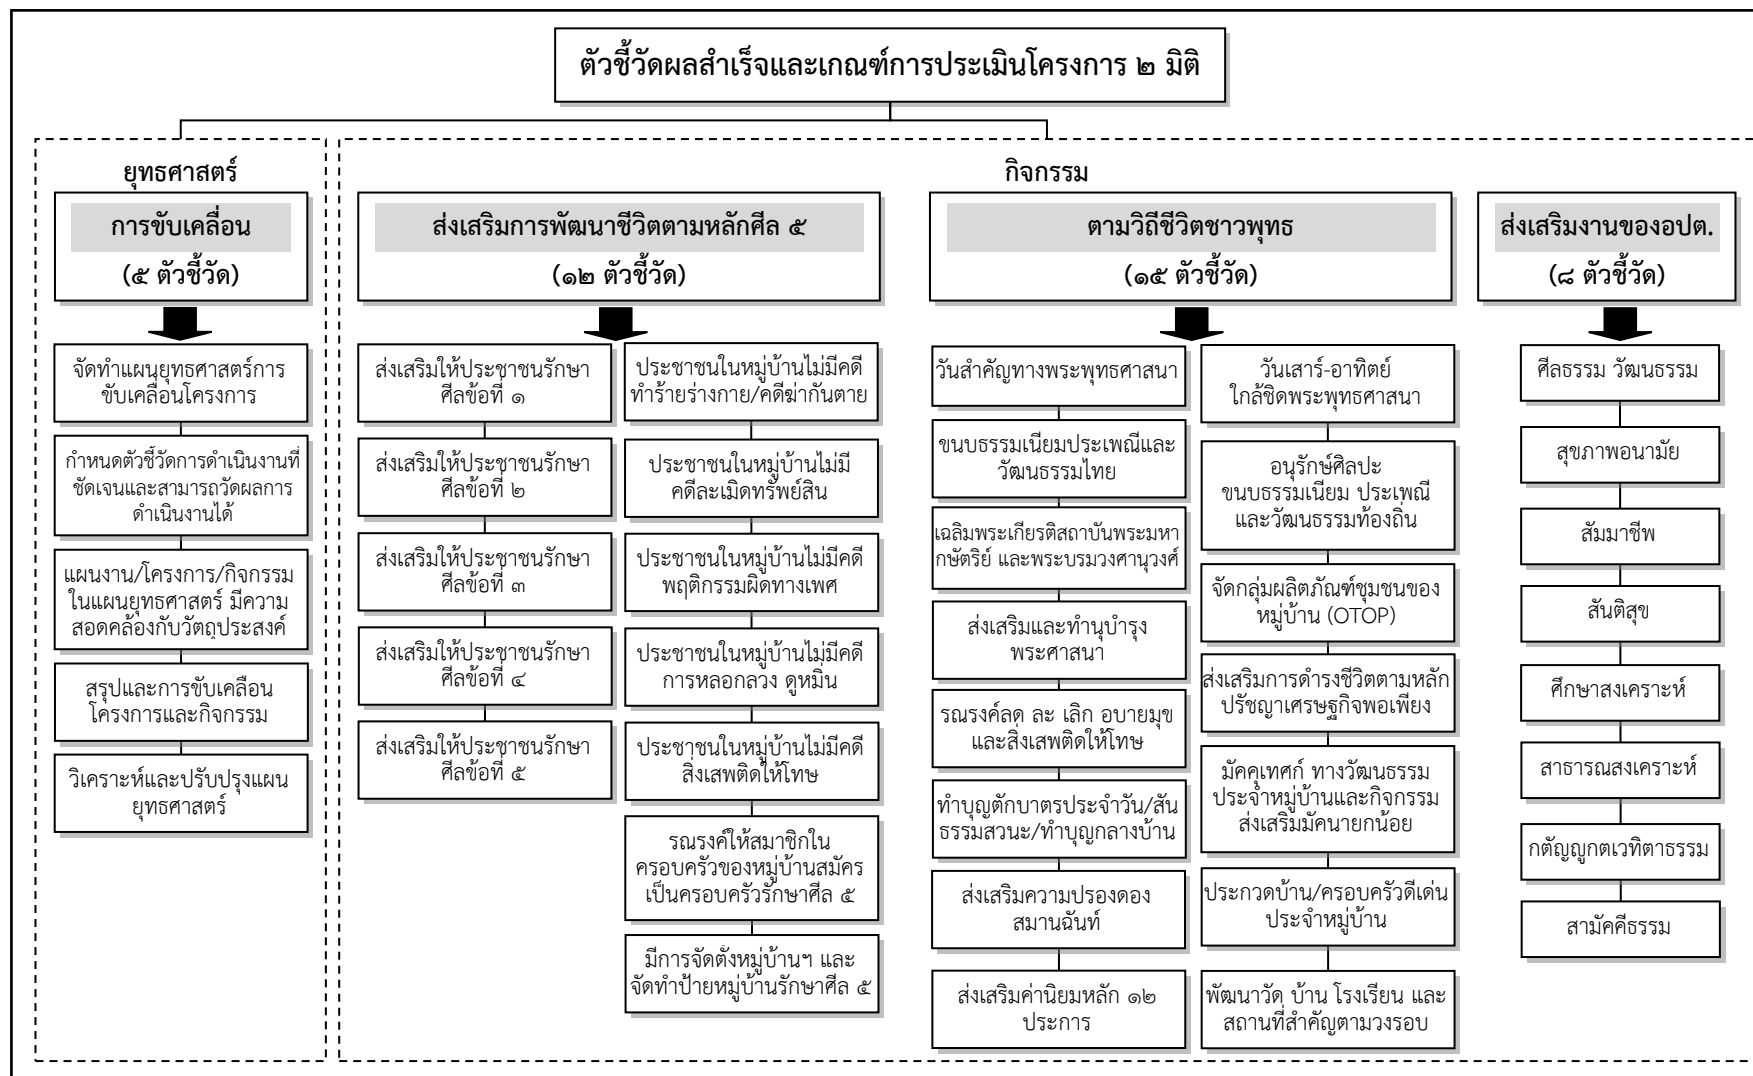 ตัวชี้วัดผลสำเร็จและเกณฑ์การประเมินโครงการ ๒ มิติ
ยุทธศาสตร์
การขับเคลื่อน
(๕ ตัวชี้วัด)
จัดทำแผนยุทธศาสตร์การ
ขับเคลื่อนโครงการ
กำหนดตัวชี้วัดการดำเนินงานที่
ชัดเจนและสามารถวัดผลการ
ดำเนินงานได้
แผนงาน/โครงการ/กิจกรรม
ในแผนยุทธศาสตร์ มีความ
สอดคล้องกับวัตถุประสงค์
สรุปและการขับเคลื่อน
โครงการและกิจกรรม
วิเคราะห์และปรับปรุงแผน
ยุทธศาสตร์
กิจกรรม
ส่งเสริมการพัฒนาชีวิตตามหลักศีล ๕
(๑๒ ตัวชี้วัด)
ส่งเสริมให้ประชาชนรักษา
ศีลข้อที่ ๑
ส่งเสริมให้ประชาชนรักษา
ศีลข้อที่ ๒
ส่งเสริมให้ประชาชนรักษา
ศีลข้อที่ ๓
ส่งเสริมให้ประชาชนรักษา
ศีลข้อที่ ๔
ส่งเสริมให้ประชาชนรักษา
ศีลข้อที่ ๕
ประชาชนในหมู่บ้านไม่มีคดี
ทำร้ายร่างกาย/คดีฆ่ากันตาย
ประชาชนในหมู่บ้านไม่มี
คดีละเมิดทรัพย์สิน
ประชาชนในหมู่บ้านไม่มีคดี
พฤติกรรมผิดทางเพศ
ประชาชนในหมู่บ้านไม่มีคดี
การหลอกลวง ดูหมิ่น
ประชาชนในหมู่บ้านไม่มีคดี
สิ่งเสพติดให้โทษ
รณรงค์ให้สมาชิกใน
ครอบครัวของหมู่บ้านสมัคร
เป็นครอบครัวรักษาศีล ๕
มีการจัดตั้งหมู่บ้านฯ และ
จัดทำป้ายหมู่บ้านรักษาศีล ๕
ตามวิถีชีวิตชาวพุทธ
(๑๕ ตัวชี้วัด)
วันสำคัญทางพระพุทธศาสนา
ขนบธรรมเนียมประเพณีและ
วัฒนธรรมไทย
เฉลิมพระเกียรติสถาบันพระมหา
กษัตริย์ และพระบรมวงศานุวงศ์
ส่งเสริมและทำนุบำรุง
พระศาสนา
รณรงค์ลด ละ เลิก อบายมุข
และสิ่งเสพติดให้โทษ
ทำบุญตักบาตรประจำวัน/สัน
ธรรมสวนะ/ทำบุญกลางบ้าน
ส่งเสริมความปรองดอง
สมานฉันท์
ส่งเสริมค่านิยมหลัก ๑๒
ประการ
วันเสาร์-อาทิตย์
ใกล้ชิดพระพุทธศาสนา
อนุรักษ์ศิลปะ
ขนบธรรมเนียม ประเพณี
และวัฒนธรรมท้องถิ่น
จัดกลุ่มผลิตภัณฑ์ชุมชนของ
หมู่บ้าน (OTOP)
ส่งเสริมการดำรงชีวิตตามหลัก
ปรัชญาเศรษฐกิจพอเพียง
มัคคุเทศก์ ทางวัฒนธรรม
ประจำหมู่บ้านและกิจกรรม
ส่งเสริมมัคนายกน้อย
ประกวดบ้าน/ครอบครัวดีเด่น
ประจำหมู่บ้าน
พัฒนาวัด บ้าน โรงเรียน และ
สถานที่สำคัญตามวงรอบ
ส่งเสริมงานของอปต.
(๘ ตัวชี้วัด)
ศีลธรรม วัฒนธรรม
สุขภาพอนามัย
สัมมาชีพ
สันติสุข
ศึกษาสงเคราะห์
สาธารณสงเคราะห์
กตัญญูกตเวทิตาธรรม
สามัคคีธรรม